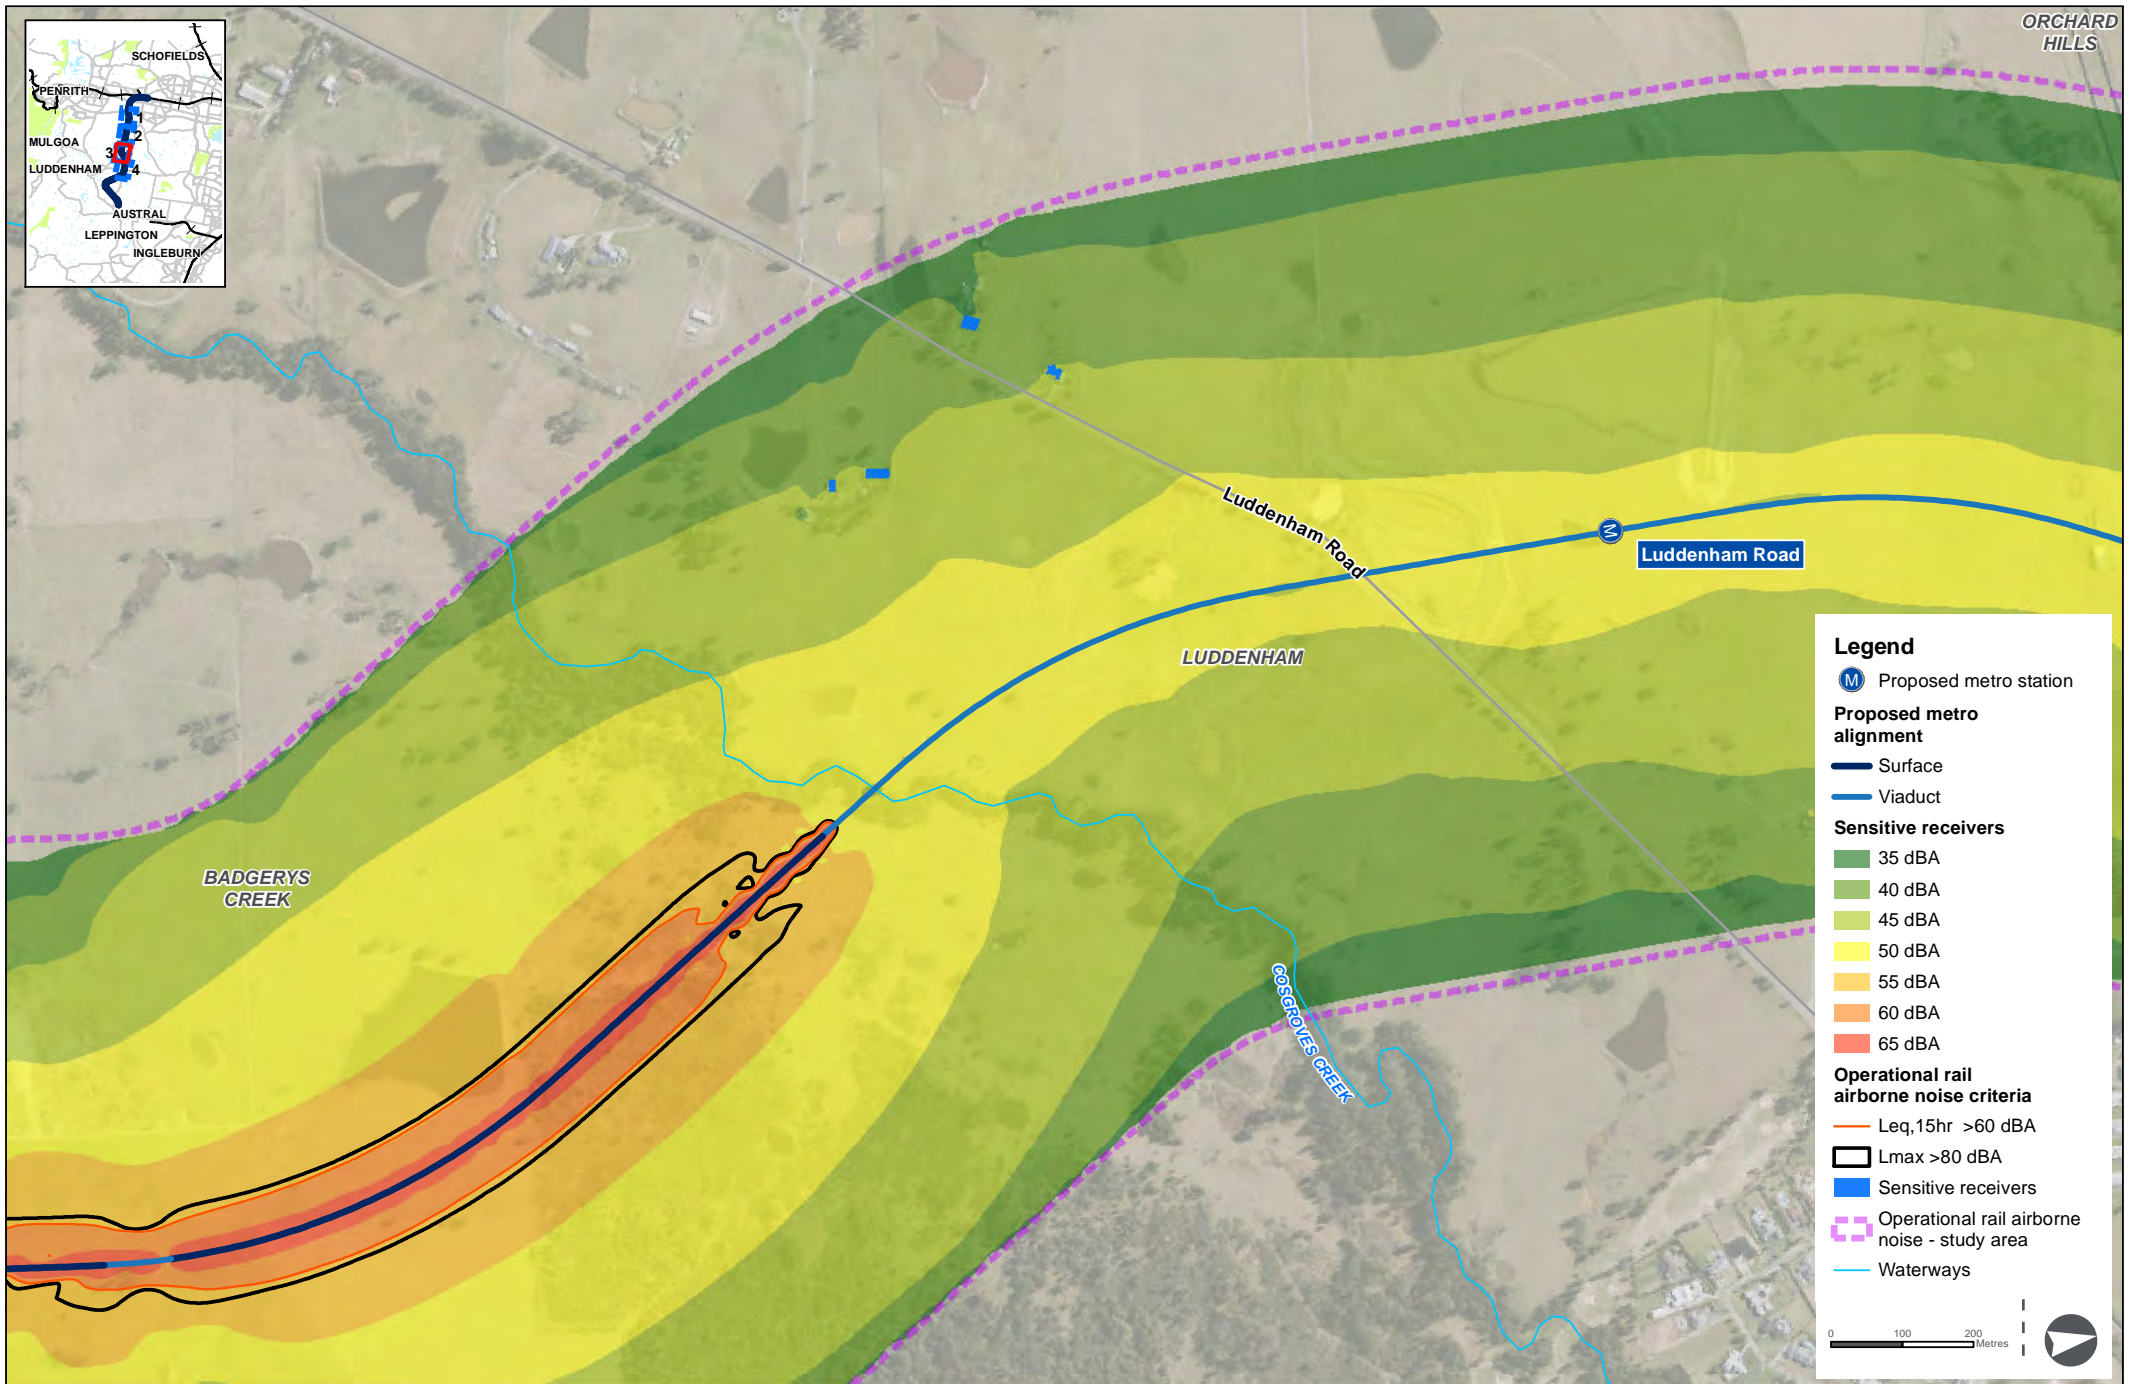 ORCHARD
HILLS
SCHOFIELDS
PENRITH
1
2
MULGOA
3
LUDDENHAM
4
AUSTRAL
LEPPINGTON
INGLEBURN
Luddenham Road
M
Luddenham Road
LUDDENHAM
BADGERYS
CREEK
COSGROVES CREEK
Legend
M Proposed metro station
Proposed metro
alignment
Surface
Viaduct
Sensitive receivers
35 dBA
40 dBA
45 dBA
50 dBA
55 dBA
60 dBA
65 dBA
Operational rail
airborne noise criteria
Leq,15hr >60 dBA
Lmax >80 dBA
Sensitive receivers
Operational rail airborne
noise - study area
Waterways
0 100 200
Metres